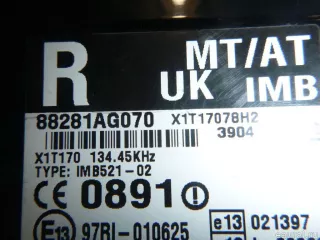 R MT/AT
UK IMB
88281AG070 X1T17078H2
3904
X1T170 134.45KHz
TYPE: IMB521-02
CE 0891 !
E13 97RI-010625 e13 021397